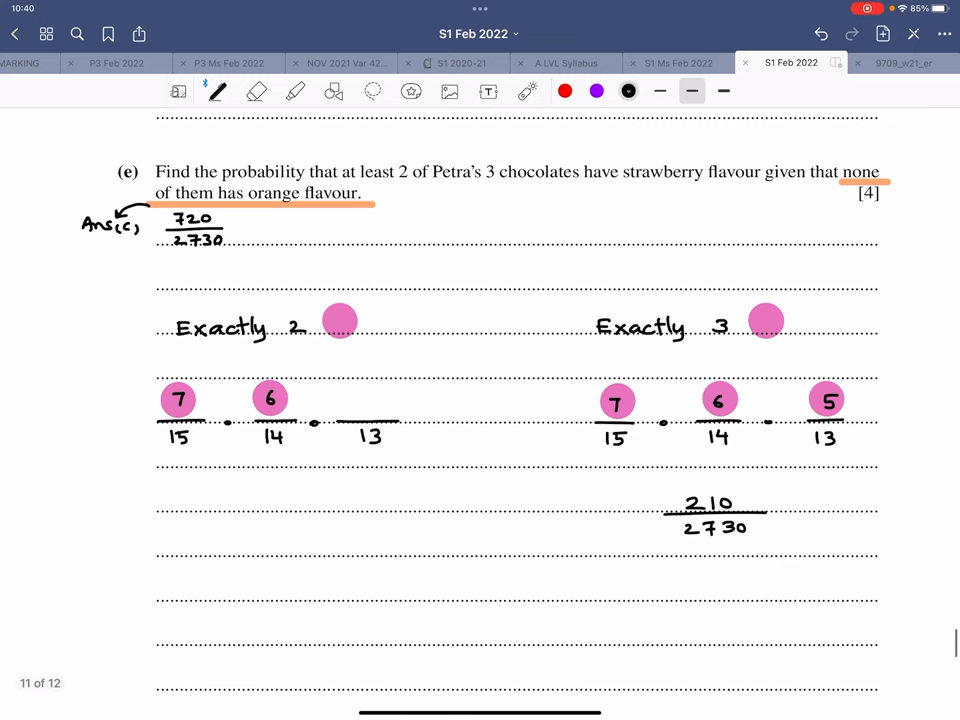 10:40
85%
S1 Feb 2022
MARKING
P3 Feb 2022
P3 Ms Feb 2022
NOV 2021 Var 42...
S1 2020-21
A LVL Syllabus
S1 Ms Feb 2022
S1 Feb 2022
9709_w21_er
(e) Find the probability that at least 2 of Petra's 3 chocolates have strawberry flavour given that none
of them has orange flavour. [4]
Ans(c) 720
2730
Exactly 2 Exactly 3
7 6 7 6 5
15 · 14 · 13 15 · 14 · 13
210
2730
11 of 12